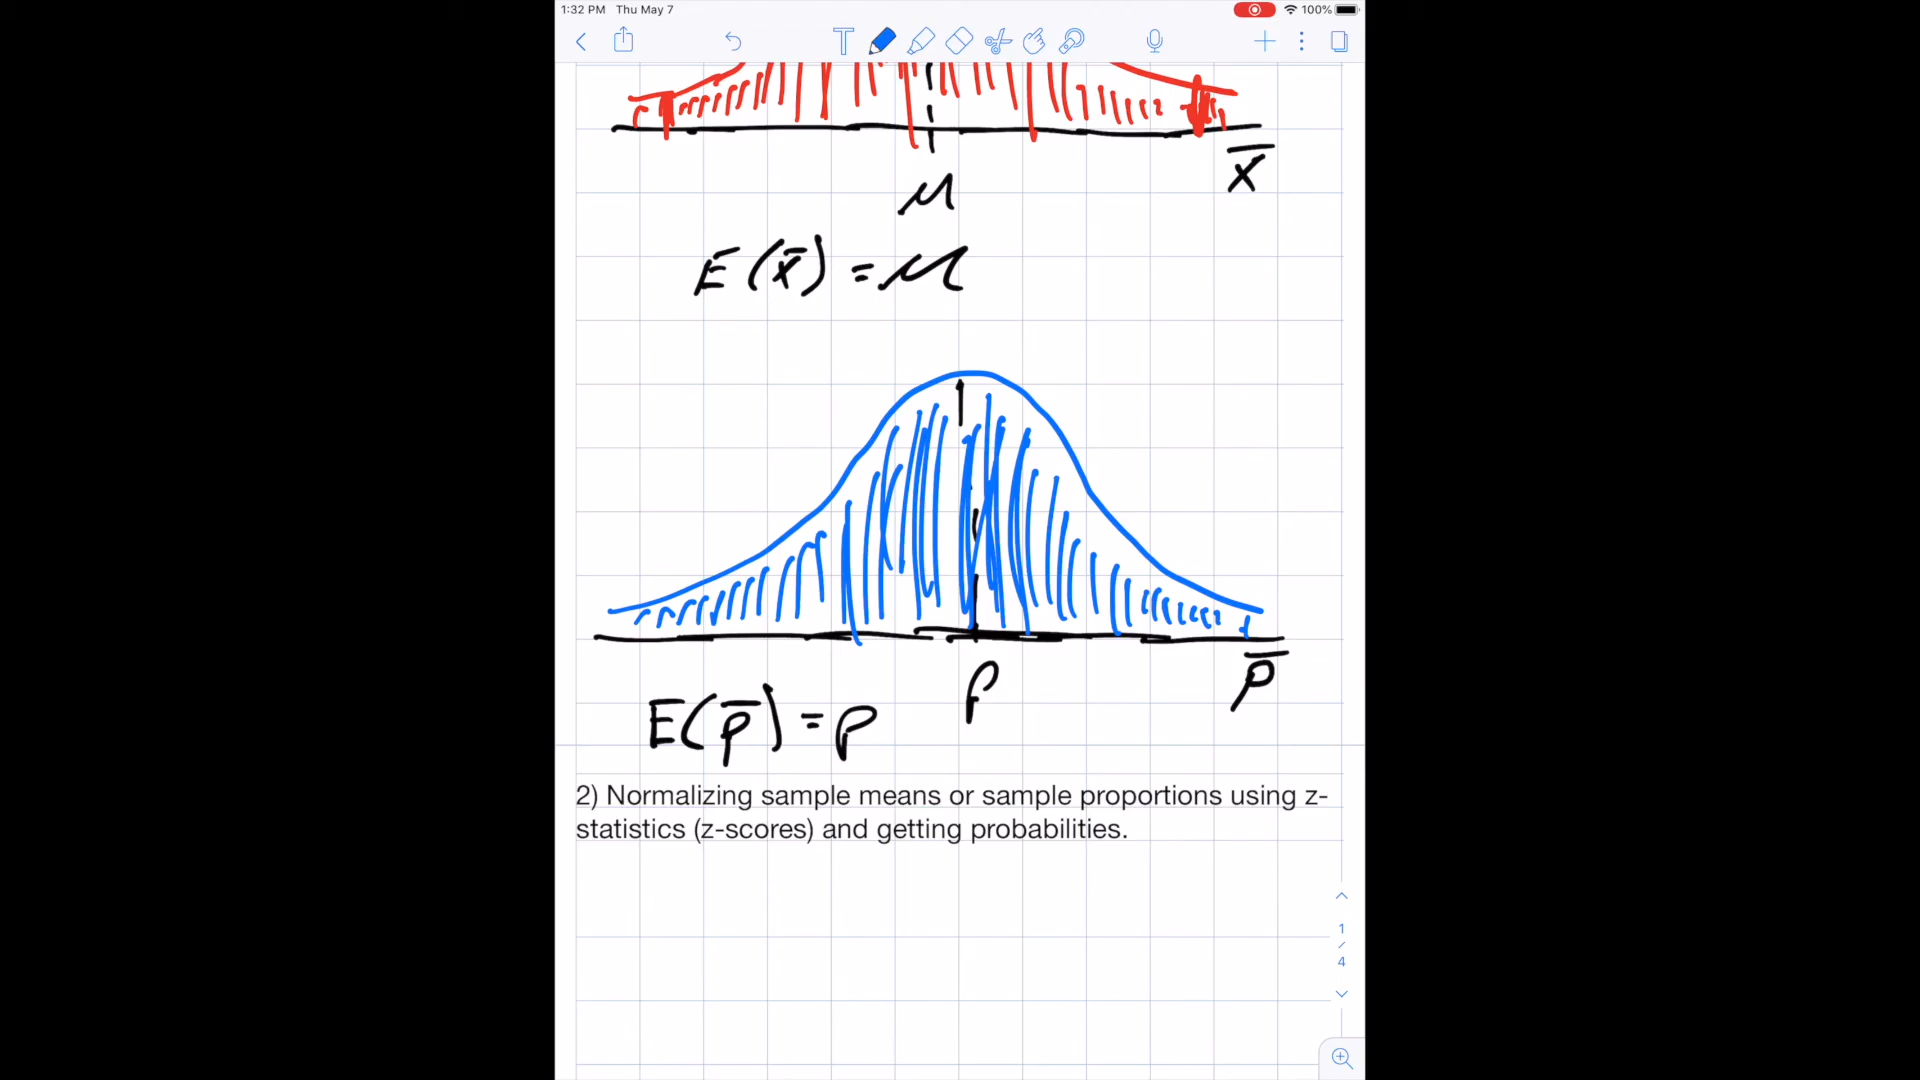 1:32 PM Thu May 7
100%
T
X̅
μ
E(x̄) = μ
p
p̅
E(p̅) = p
2) Normalizing sample means or sample proportions using z-
statistics (z-scores) and getting probabilities.
1
/
4